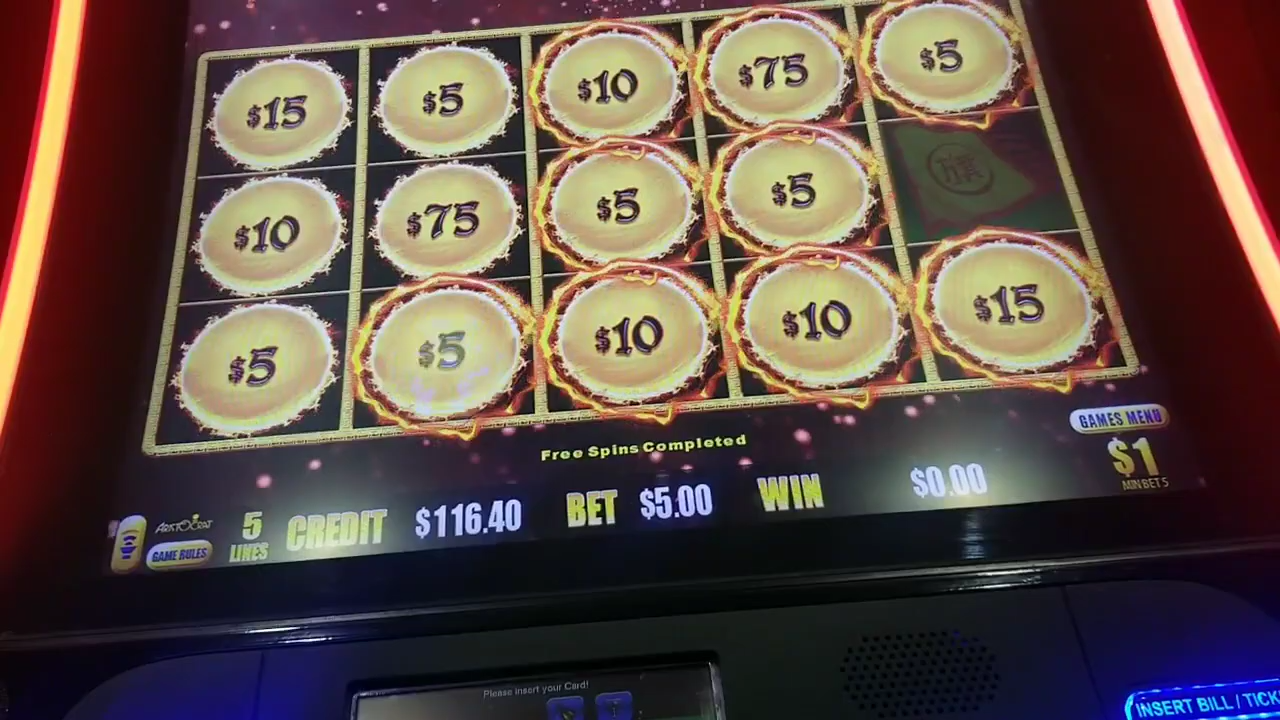 $15 $5 $10 $75 $5
$10 $75 $5 $5
$5 $5 $10 $10 $15
Free Spins Completed
GAMES MENU
$1
MIN BET 5
ARISTOCRAT
GAME RULES
5
LINES
CREDIT $116.40 BET $5.00 WIN $0.00
Please insert your Card!
INSERT BILL / TICK